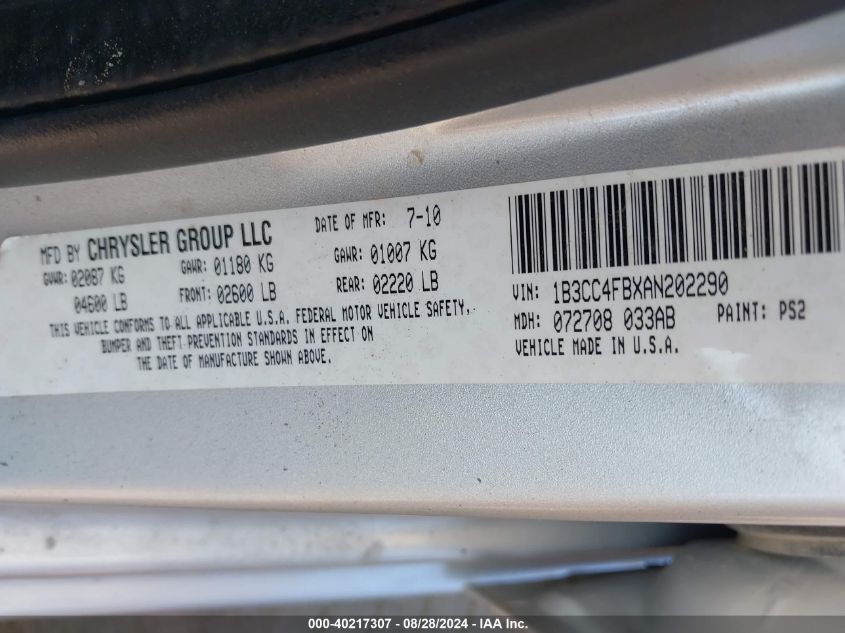 MFD BY CHRYSLER GROUP LLC DATE OF MFR: 7-10
GVWR: 02087 KG GAWR: 01180 KG GAWR: 01007 KG
04600 LB FRONT: 02600 LB REAR: 02220 LB
THIS VEHICLE CONFORMS TO ALL APPLICABLE U.S.A. FEDERAL MOTOR VEHICLE SAFETY,
BUMPER AND THEFT PREVENTION STANDARDS IN EFFECT ON
THE DATE OF MANUFACTURE SHOWN ABOVE.
VIN: 1B3CC4FBXAN202290
MDH: 072708 033AB PAINT: PS2
VEHICLE MADE IN U.S.A.
000-40217307 - 08/28/2024 - IAA Inc.